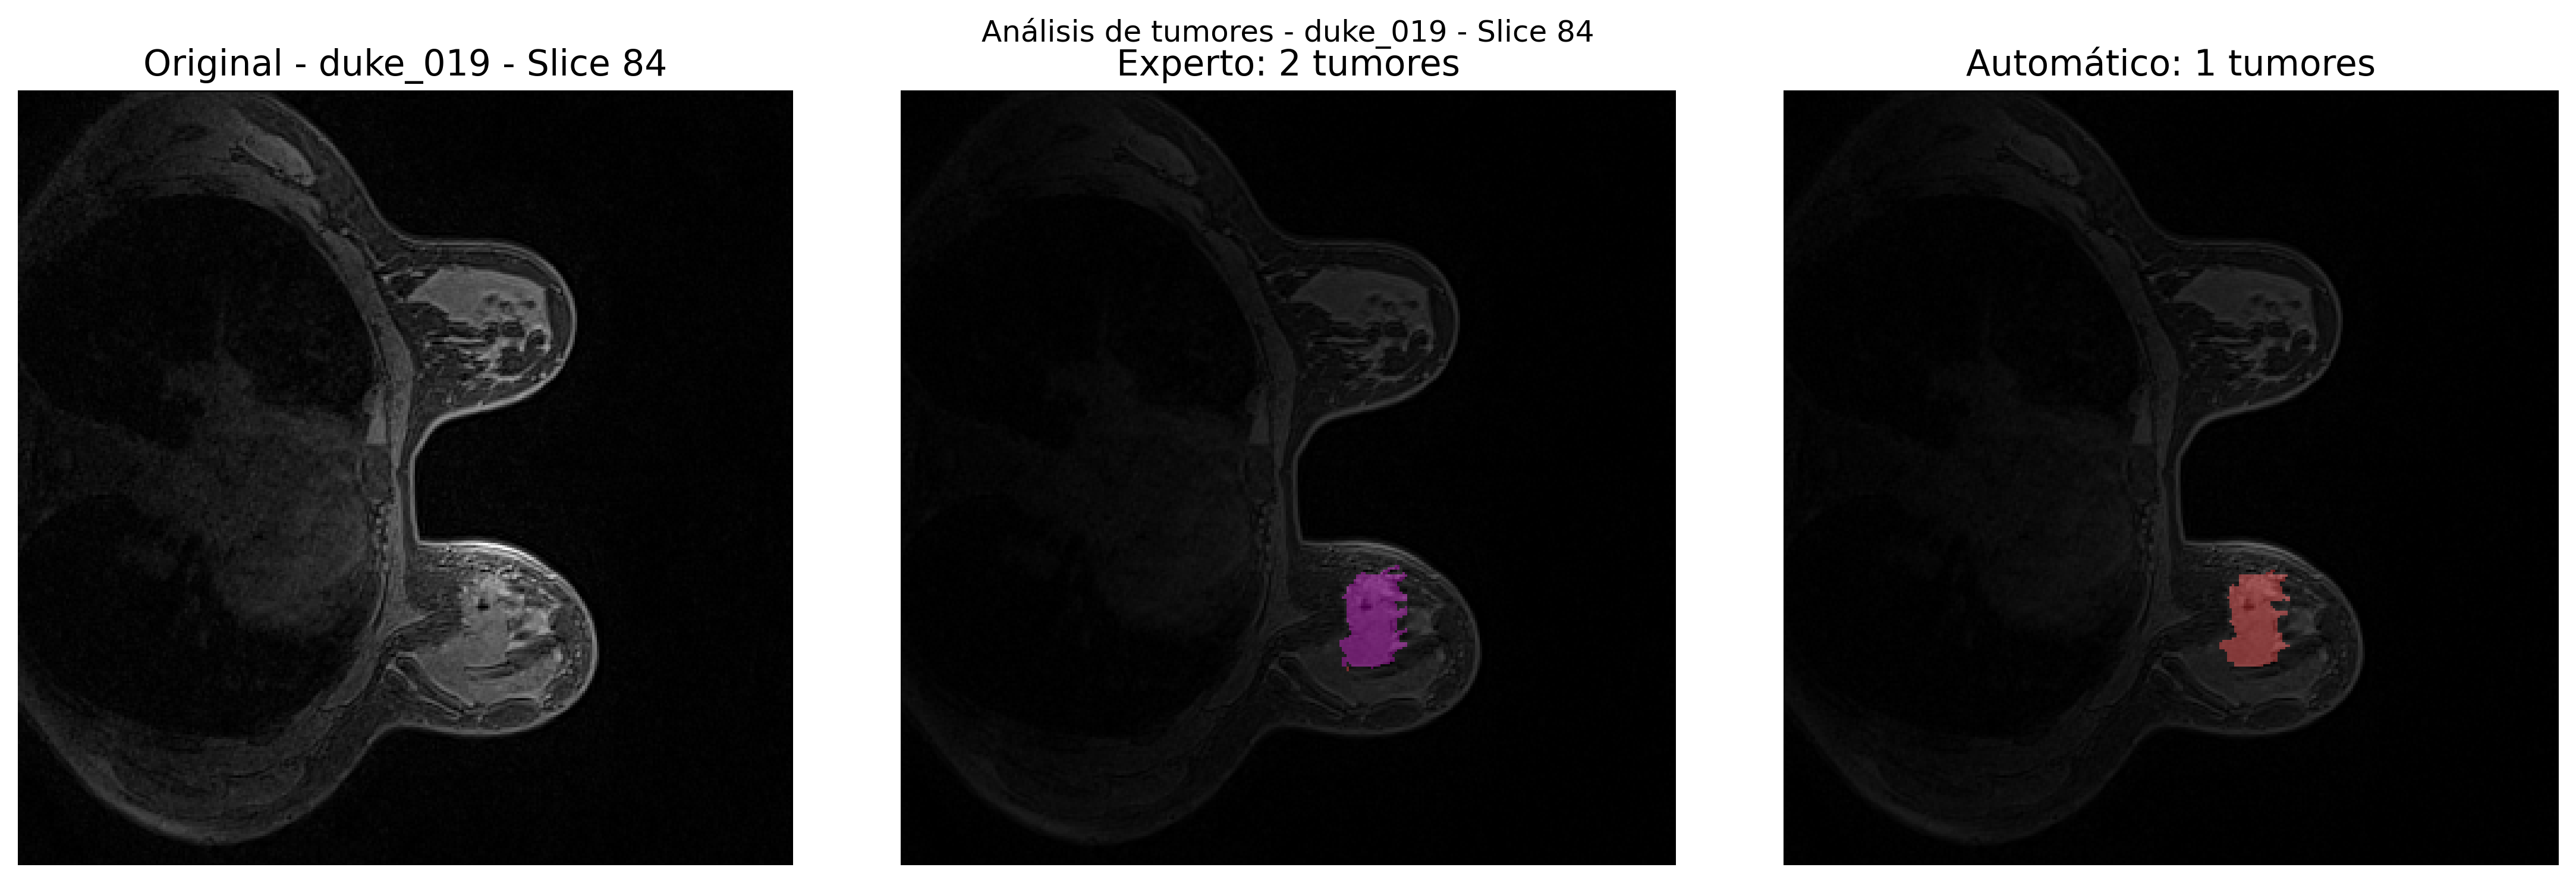 Análisis de tumores - duke_019 - Slice 84
Original - duke_019 - Slice 84
Experto: 2 tumores
Automático: 1 tumores